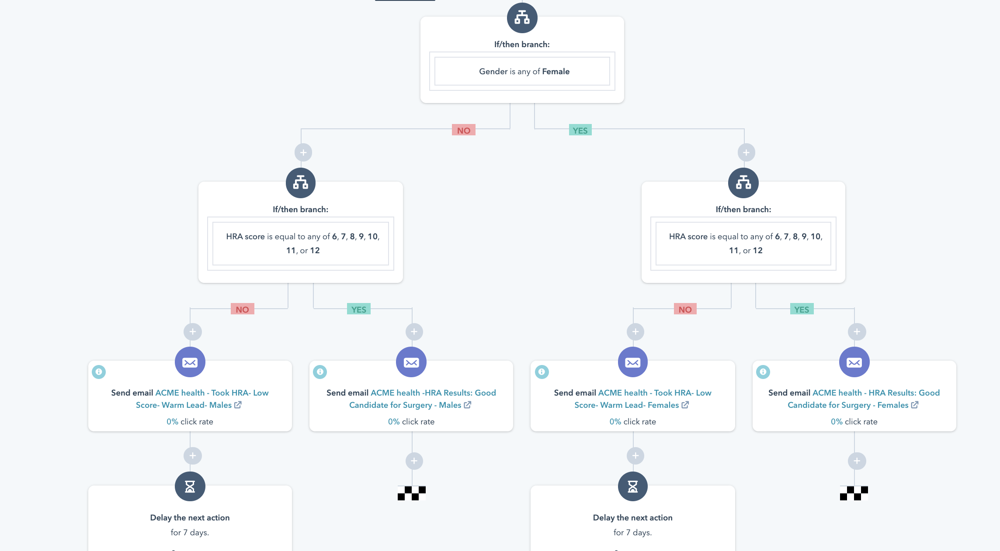 If/then branch:
Gender is any of Female
NO
YES
If/then branch:
HRA score is equal to any of 6, 7, 8, 9, 10,
11, or 12
If/then branch:
HRA score is equal to any of 6, 7, 8, 9, 10,
11, or 12
NO
YES
NO
YES
Send email ACME health - Took HRA- Low
Score- Warm Lead- Males
0% click rate
Send email ACME health -HRA Results: Good
Candidate for Surgery - Males
0% click rate
Send email ACME health - Took HRA- Low
Score- Warm Lead- Females
0% click rate
Send email ACME health - HRA Results: Good
Candidate for Surgery - Females
0% click rate
Delay the next action
for 7 days.
Delay the next action
for 7 days.